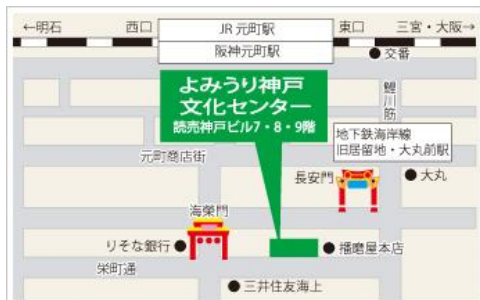 ←明石
西口
JR 元町駅
東口
三宮・大阪→
阪神元町駅
交番
よみうり神戸
文化センター
読売神戸ビル7・8・9階
鯉川筋
地下鉄海岸線
旧居留地・大丸前駅
元町商店街
長安門
大丸
海榮門
りそな銀行
播磨屋本店
栄町通
三井住友海上